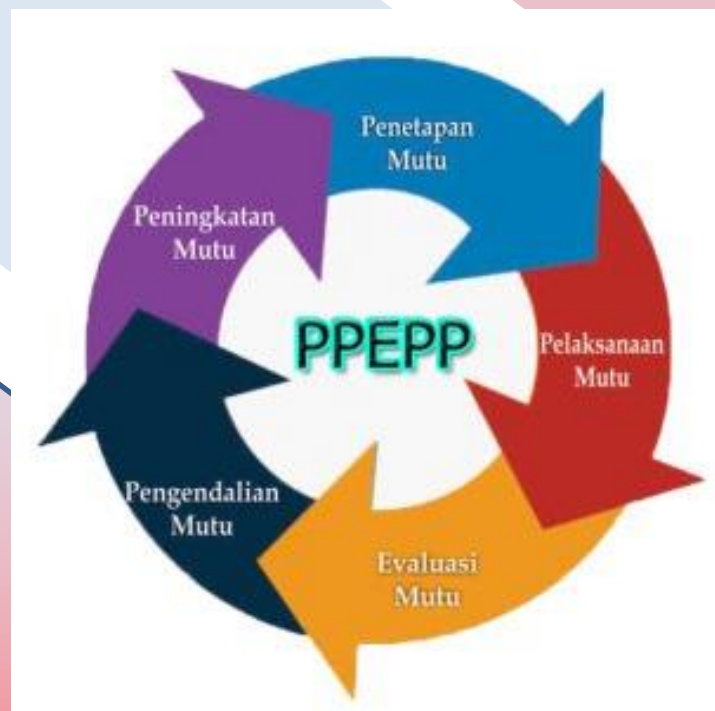 Penetapan
Mutu
Pelaksanaan
Mutu
Evaluasi
Mutu
Pengendalian
Mutu
Peningkatan
Mutu
PPEPP